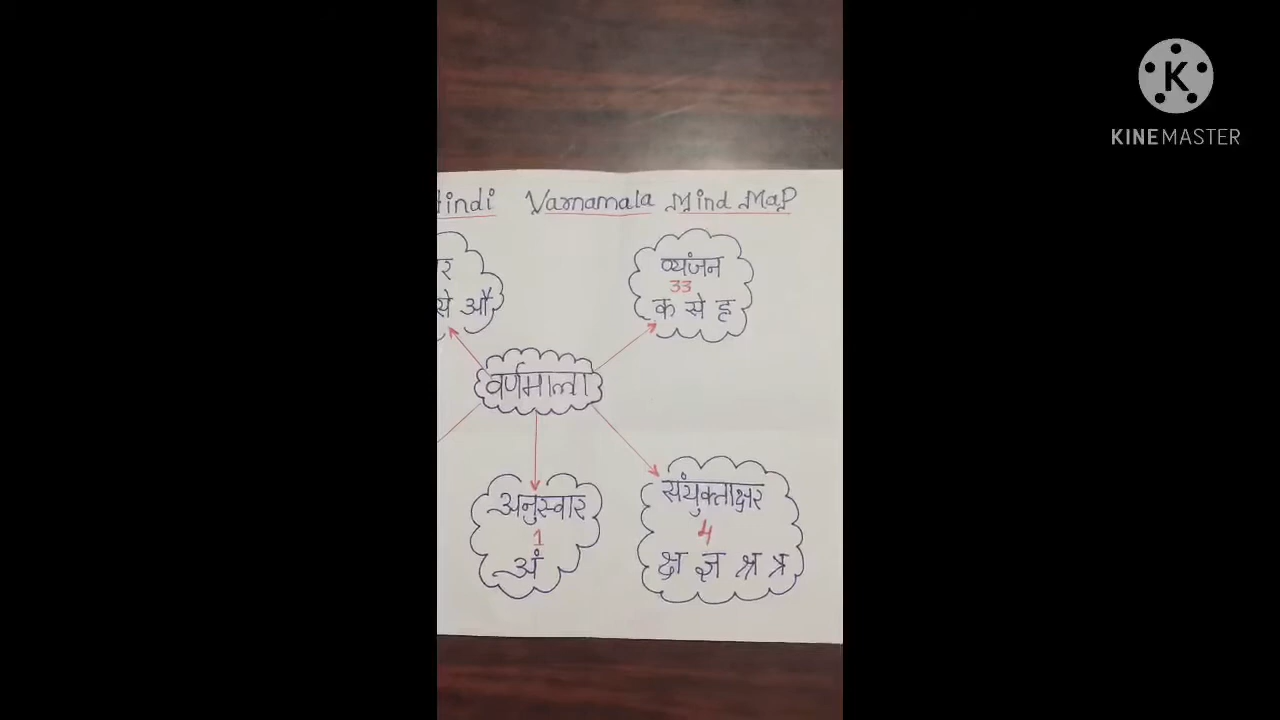 Hindi Varnamala Mind Map
र
से औ
व्यंजन
33
क से ह
वर्णमाला
अनुस्वार
1
अं
संयुक्ताक्षर
4
क्ष ज्ञ श्र त्र
K
KINEMASTER